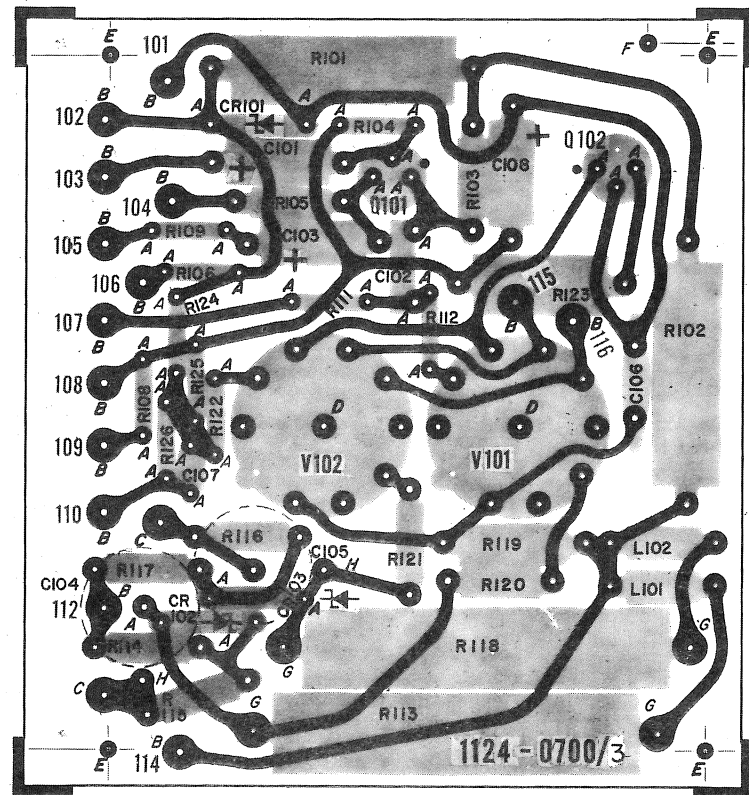 E
101
F
E
B
R101
102
B
A
CR101
A
A
R104
A
103
B
C101
A
C108
Q102
A
A
A
104
B
R105
A
A
Q101
R103
105
B
R109
A
A
C103
A
106
B
A
R106
A
C102
A
A
115
R123
107
B
A
R124
R111
A
R112
B
B
116
R102
108
B
A
A
A
R125
A
A
C106
R108
A
R122
D
D
109
B
A
R126
A
A
A
V102
V101
C107
110
B
A
A
C
R116
C105
H
R121
R119
L102
C104
R117
A
CR103
R120
L101
112
B
A
CR
102
A
A
R114
G
R118
G
C
H
R
115
G
R113
G
E
B
114
1124-0700/3
E